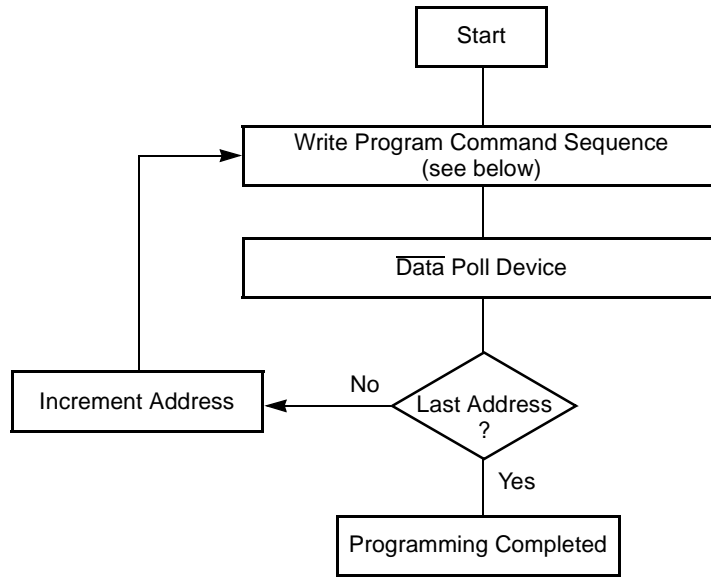 Start
Write Program Command Sequence
(see below)
Data Poll Device
No
Increment Address
Last Address
?
Yes
Programming Completed